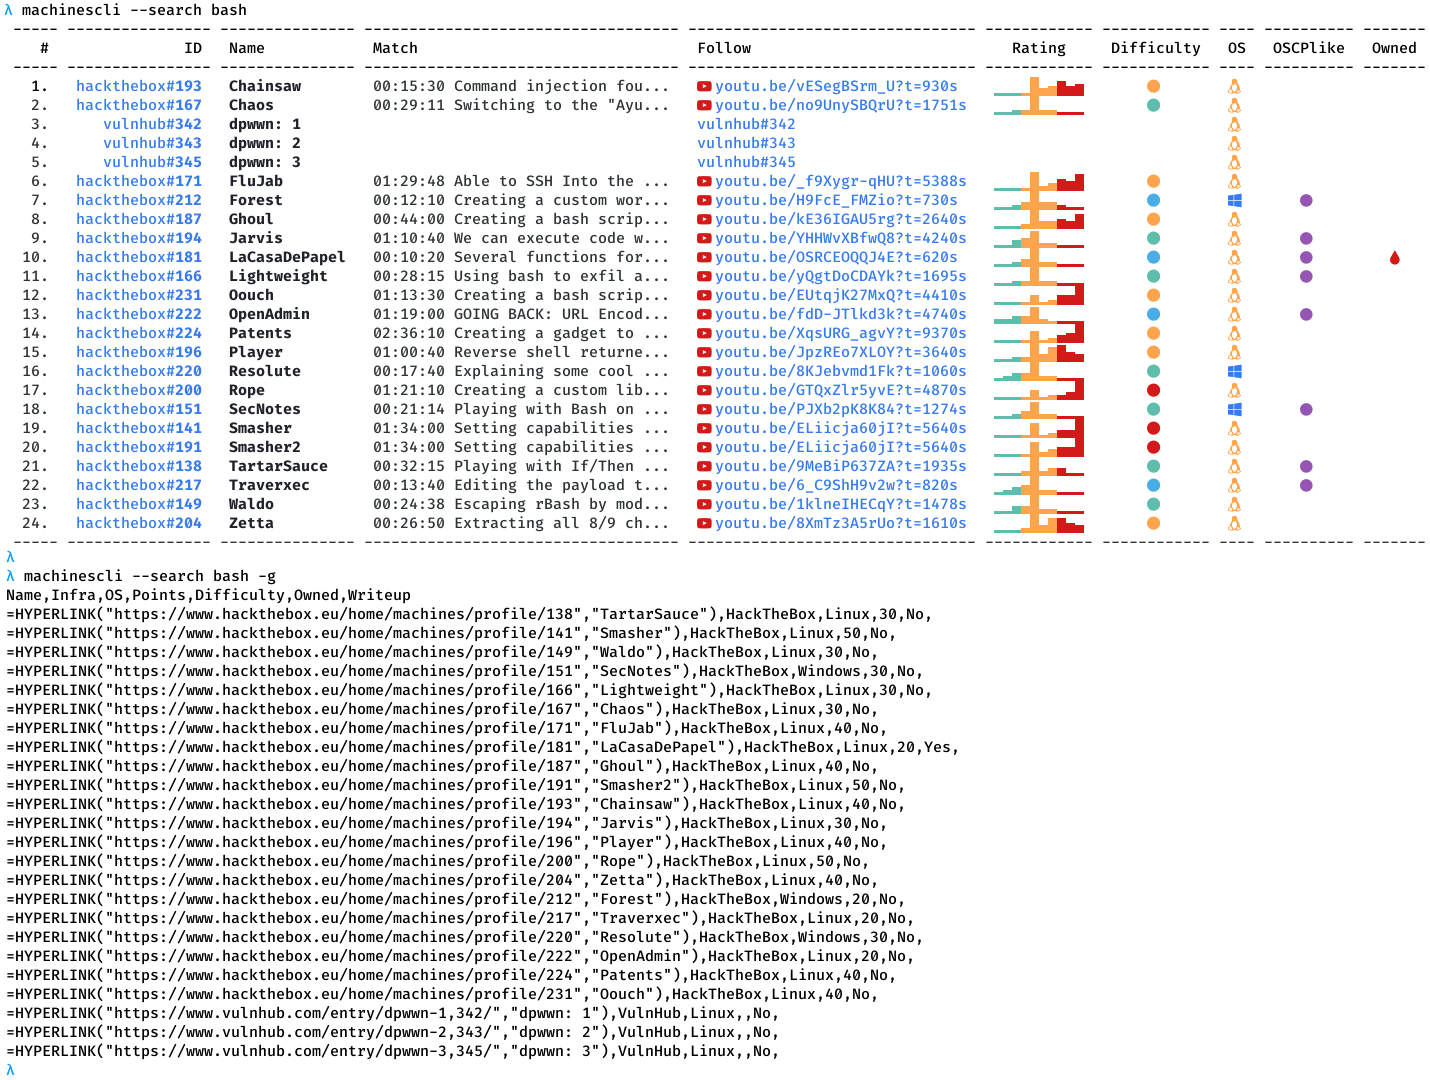 λ machinescli --search bash
----- ---------------- --------------- ----------------------------------- -------------------------------- ------------ ------------ ---- ---------- -------
# ID Name Match Follow Rating Difficulty OS OSCPlike Owned
----- ---------------- --------------- ----------------------------------- -------------------------------- ------------ ------------ ---- ---------- -------
1. hackthebox#193 Chainsaw 00:15:30 Command injection fou... youtu.be/vESegBSrm_U?t=930s
2. hackthebox#167 Chaos 00:29:11 Switching to the "Ayu... youtu.be/no9UnySBQrU?t=1751s
3. vulnhub#342 dpwwn: 1 vulnhub#342
4. vulnhub#343 dpwwn: 2 vulnhub#343
5. vulnhub#345 dpwwn: 3 vulnhub#345
6. hackthebox#171 FluJab 01:29:48 Able to SSH Into the ... youtu.be/_f9Xygr-qHU?t=5388s
7. hackthebox#212 Forest 00:12:10 Creating a custom wor... youtu.be/H9FcE_FMZio?t=730s
8. hackthebox#187 Ghoul 00:44:00 Creating a bash scrip... youtu.be/kE36IGAU5rg?t=2640s
9. hackthebox#194 Jarvis 01:10:40 We can execute code w... youtu.be/YHHWvXBfwQ8?t=4240s
10. hackthebox#181 LaCasaDePapel 00:10:20 Several functions for... youtu.be/OSRCEOQQJ4E?t=620s
11. hackthebox#166 Lightweight 00:28:15 Using bash to exfil a... youtu.be/yQgtDoCDAYk?t=1695s
12. hackthebox#231 Oouch 01:13:30 Creating a bash scrip... youtu.be/EUtqjK27MxQ?t=4410s
13. hackthebox#222 OpenAdmin 01:19:00 GOING BACK: URL Encod... youtu.be/fdD-JTlkd3k?t=4740s
14. hackthebox#224 Patents 02:36:10 Creating a gadget to ... youtu.be/XqsURG_agvY?t=9370s
15. hackthebox#196 Player 01:00:40 Reverse shell returne... youtu.be/JpzREo7XLOY?t=3640s
16. hackthebox#220 Resolute 00:17:40 Explaining some cool ... youtu.be/8KJebvmd1Fk?t=1060s
17. hackthebox#200 Rope 01:21:10 Creating a custom lib... youtu.be/GTQxZlr5yvE?t=4870s
18. hackthebox#151 SecNotes 00:21:14 Playing with Bash on ... youtu.be/PJXb2pK8K84?t=1274s
19. hackthebox#141 Smasher 01:34:00 Setting capabilities ... youtu.be/ELiicja60jI?t=5640s
20. hackthebox#191 Smasher2 01:34:00 Setting capabilities ... youtu.be/ELiicja60jI?t=5640s
21. hackthebox#138 TartarSauce 00:32:15 Playing with If/Then ... youtu.be/9MeBiP637ZA?t=1935s
22. hackthebox#217 Traverxec 00:13:40 Editing the payload t... youtu.be/6_C9ShH9v2w?t=820s
23. hackthebox#149 Waldo 00:24:38 Escaping rBash by mod... youtu.be/1klneIHECqY?t=1478s
24. hackthebox#204 Zetta 00:26:50 Extracting all 8/9 ch... youtu.be/8XmTz3A5rUo?t=1610s
----- ---------------- --------------- ----------------------------------- -------------------------------- ------------ ------------ ---- ---------- -------
λ
λ machinescli --search bash -g
Name,Infra,OS,Points,Difficulty,Owned,Writeup
=HYPERLINK("https://www.hackthebox.eu/home/machines/profile/138","TartarSauce"),HackTheBox,Linux,30,No,
=HYPERLINK("https://www.hackthebox.eu/home/machines/profile/141","Smasher"),HackTheBox,Linux,50,No,
=HYPERLINK("https://www.hackthebox.eu/home/machines/profile/149","Waldo"),HackTheBox,Linux,30,No,
=HYPERLINK("https://www.hackthebox.eu/home/machines/profile/151","SecNotes"),HackTheBox,Windows,30,No,
=HYPERLINK("https://www.hackthebox.eu/home/machines/profile/166","Lightweight"),HackTheBox,Linux,30,No,
=HYPERLINK("https://www.hackthebox.eu/home/machines/profile/167","Chaos"),HackTheBox,Linux,30,No,
=HYPERLINK("https://www.hackthebox.eu/home/machines/profile/171","FluJab"),HackTheBox,Linux,40,No,
=HYPERLINK("https://www.hackthebox.eu/home/machines/profile/181","LaCasaDePapel"),HackTheBox,Linux,20,Yes,
=HYPERLINK("https://www.hackthebox.eu/home/machines/profile/187","Ghoul"),HackTheBox,Linux,40,No,
=HYPERLINK("https://www.hackthebox.eu/home/machines/profile/191","Smasher2"),HackTheBox,Linux,50,No,
=HYPERLINK("https://www.hackthebox.eu/home/machines/profile/193","Chainsaw"),HackTheBox,Linux,40,No,
=HYPERLINK("https://www.hackthebox.eu/home/machines/profile/194","Jarvis"),HackTheBox,Linux,30,No,
=HYPERLINK("https://www.hackthebox.eu/home/machines/profile/196","Player"),HackTheBox,Linux,40,No,
=HYPERLINK("https://www.hackthebox.eu/home/machines/profile/200","Rope"),HackTheBox,Linux,50,No,
=HYPERLINK("https://www.hackthebox.eu/home/machines/profile/204","Zetta"),HackTheBox,Linux,40,No,
=HYPERLINK("https://www.hackthebox.eu/home/machines/profile/212","Forest"),HackTheBox,Windows,20,No,
=HYPERLINK("https://www.hackthebox.eu/home/machines/profile/217","Traverxec"),HackTheBox,Linux,20,No,
=HYPERLINK("https://www.hackthebox.eu/home/machines/profile/220","Resolute"),HackTheBox,Windows,30,No,
=HYPERLINK("https://www.hackthebox.eu/home/machines/profile/222","OpenAdmin"),HackTheBox,Linux,20,No,
=HYPERLINK("https://www.hackthebox.eu/home/machines/profile/224","Patents"),HackTheBox,Linux,40,No,
=HYPERLINK("https://www.hackthebox.eu/home/machines/profile/231","Oouch"),HackTheBox,Linux,40,No,
=HYPERLINK("https://www.vulnhub.com/entry/dpwwn-1,342/","dpwwn: 1"),VulnHub,Linux,,No,
=HYPERLINK("https://www.vulnhub.com/entry/dpwwn-2,343/","dpwwn: 2"),VulnHub,Linux,,No,
=HYPERLINK("https://www.vulnhub.com/entry/dpwwn-3,345/","dpwwn: 3"),VulnHub,Linux,,No,
λ